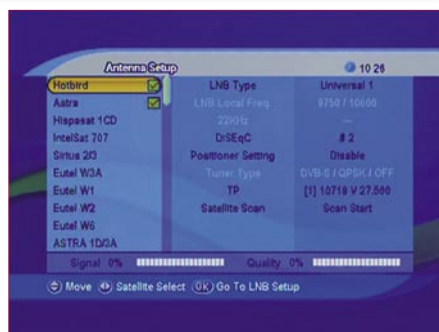 Antenna Setup
10 26
Hotbird
Astra
Hispasat 1CD
IntelSat 707
Sirius 2/3
Eutel W3A
Eutel W1
Eutel W2
Eutel W6
ASTRA 1D/3A
LNB Type Universal 1
LNB Local Freq. 9750 / 10600
22KHz ---
DiSEqC # 2
Positioner Setting Disable
Tuner Type DVB-S / QPSK / OFF
TP [1] 10718 V 27.500
Satellite Scan Scan Start
Signal 0% Quality 0%
Move Satellite Select OK Go To LNB Setup